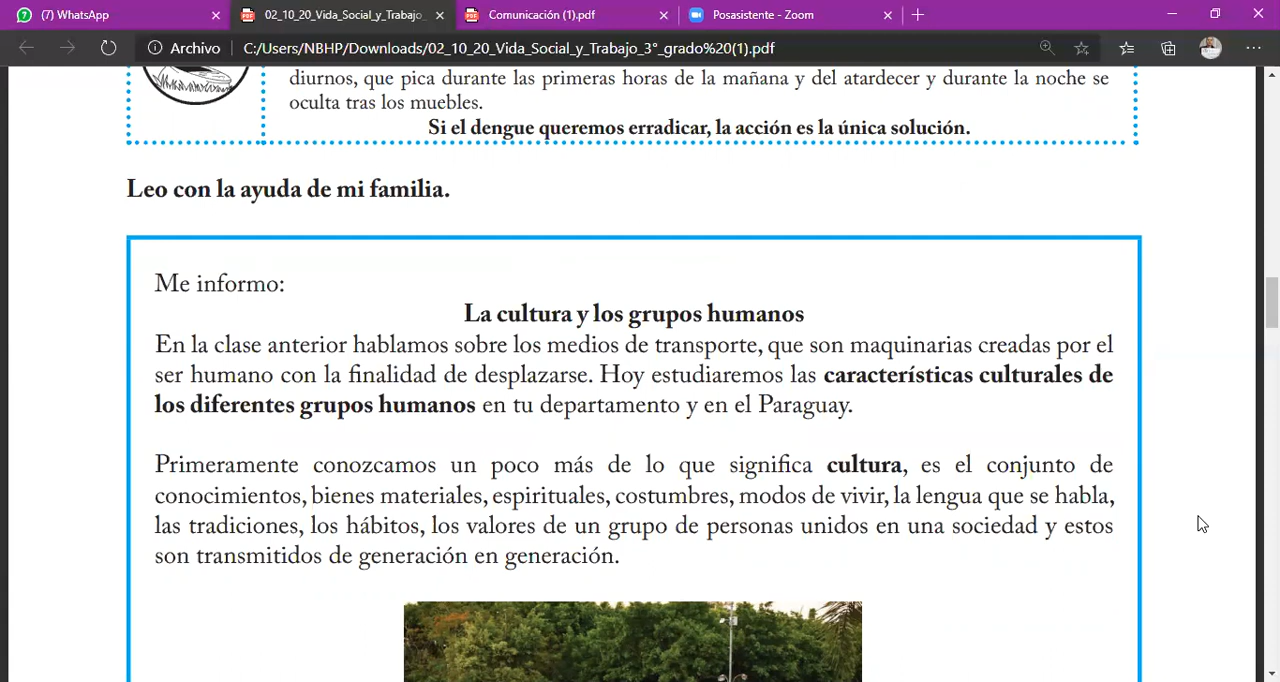 (7) WhatsApp
02_10_20_Vida_Social_y_Trabajo_
Comunicación (1).pdf
Posasistente - Zoom
Archivo
C:/Users/NBHP/Downloads/02_10_20_Vida_Social_y_Trabajo_3°_grado%20(1).pdf
diurnos, que pica durante las primeras horas de la mañana y del atardecer y durante la noche se
oculta tras los muebles.
Si el dengue queremos erradicar, la acción es la única solución.
Leo con la ayuda de mi familia.
Me informo:
La cultura y los grupos humanos
En la clase anterior hablamos sobre los medios de transporte, que son maquinarias creadas por el
ser humano con la finalidad de desplazarse. Hoy estudiaremos las características culturales de
los diferentes grupos humanos en tu departamento y en el Paraguay.
Primeramente conozcamos un poco más de lo que significa cultura, es el conjunto de
conocimientos, bienes materiales, espirituales, costumbres, modos de vivir, la lengua que se habla,
las tradiciones, los hábitos, los valores de un grupo de personas unidos en una sociedad y estos
son transmitidos de generación en generación.